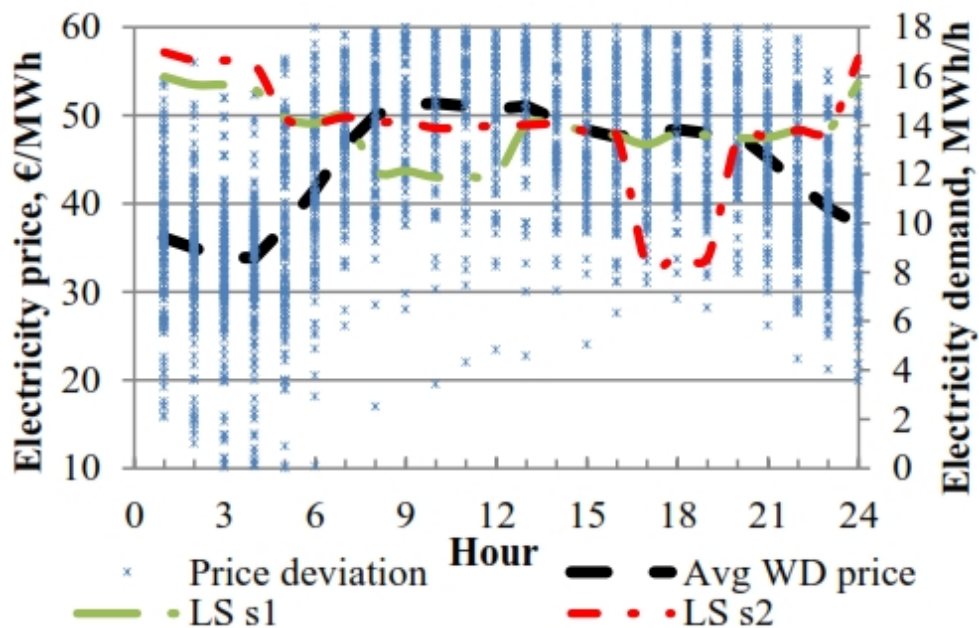 Electricity price, €/MWh
60
50
40
30
20
10
18
16
14
12
10
8
6
4
2
0
Electricity demand, MWh/h
0 3 6 9 12 15 18 21 24
Hour
Price deviation Avg WD price
LS s1 LS s2